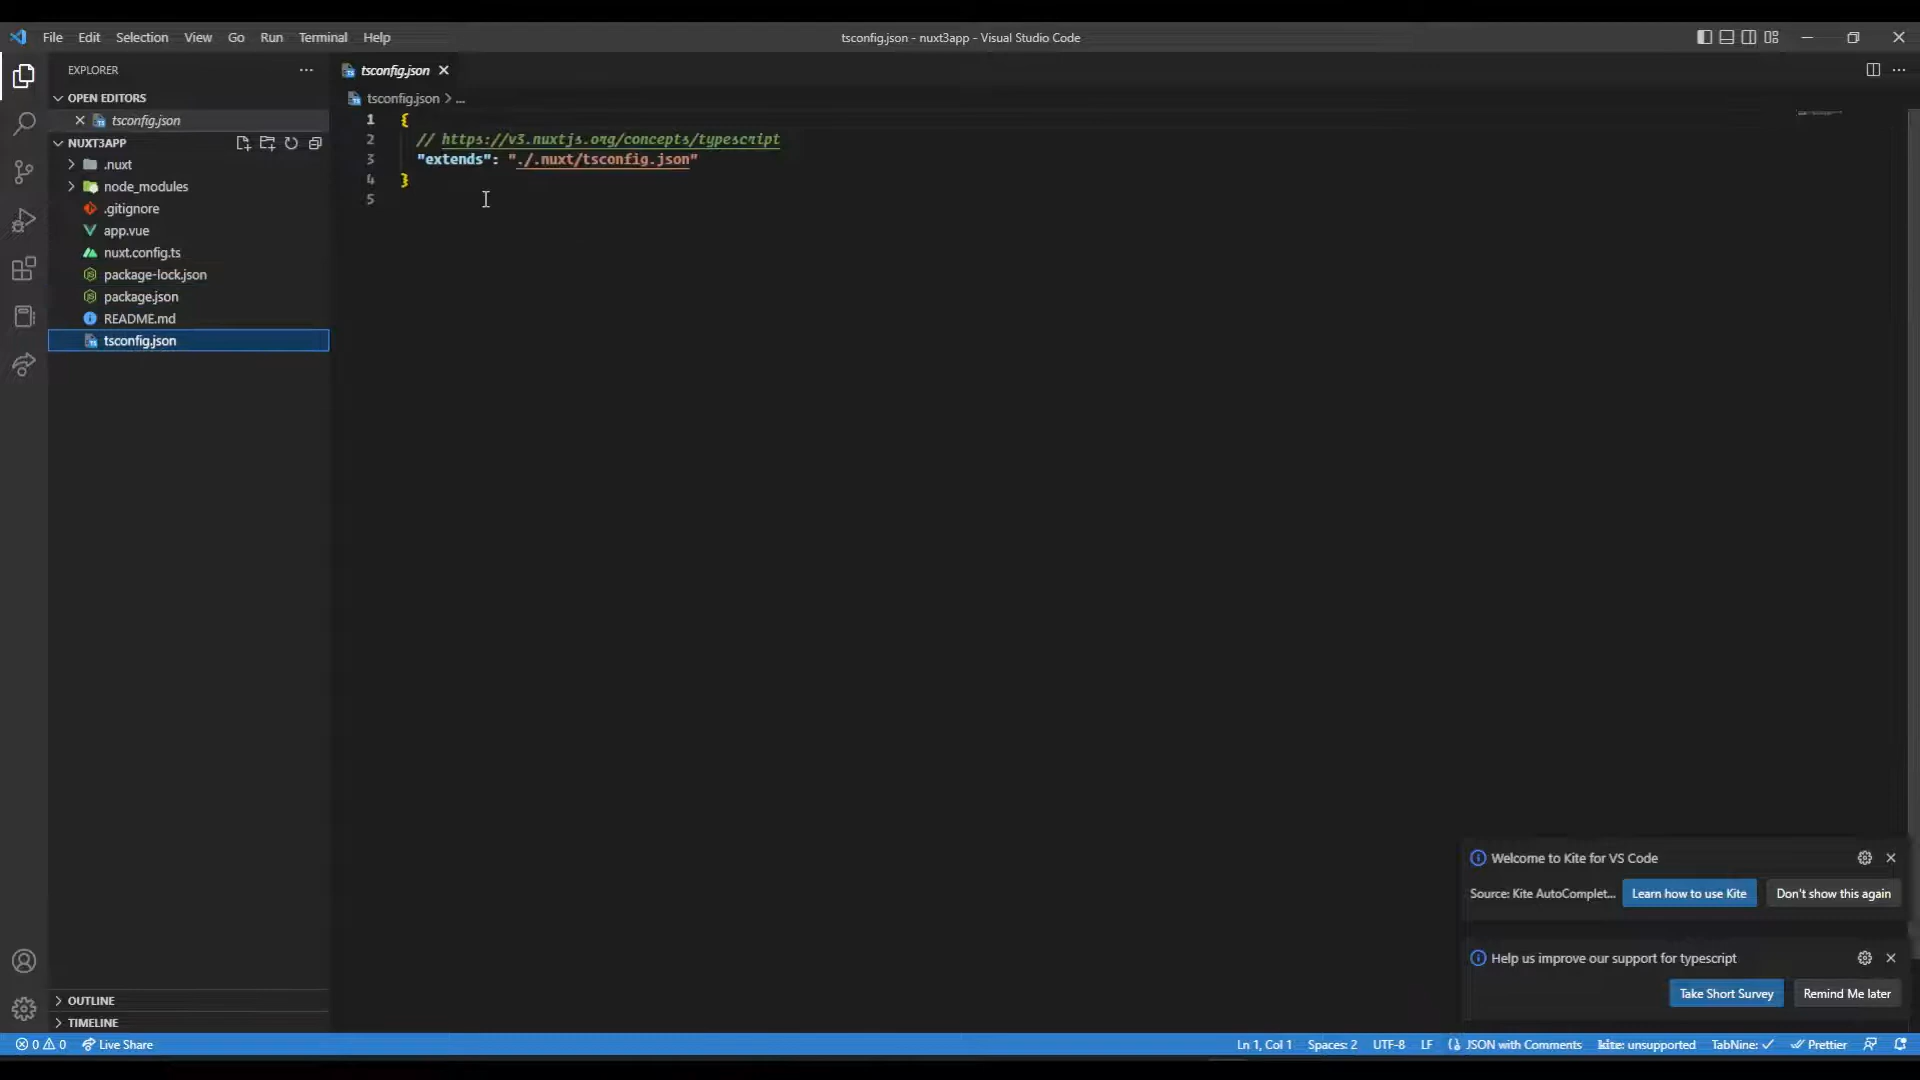 File Edit Selection View Go Run Terminal Help
tsconfig.json - nuxt3app - Visual Studio Code
EXPLORER
OPEN EDITORS
tsconfig.json
NUXT3APP
.nuxt
node_modules
.gitignore
app.vue
nuxt.config.ts
package-lock.json
package.json
README.md
tsconfig.json
OUTLINE
TIMELINE
tsconfig.json
tsconfig.json > ...
1 {
2 // https://v3.nuxtjs.org/concepts/typescript
3 "extends": "./.nuxt/tsconfig.json"
4 }
5
Welcome to Kite for VS Code
Source: Kite AutoComplet... Learn how to use Kite Don't show this again
Help us improve our support for typescript
Take Short Survey Remind Me later
0 0 Live Share Ln 1, Col 1 Spaces: 2 UTF-8 LF JSON with Comments kite: unsupported TabNine: ✓ Prettier